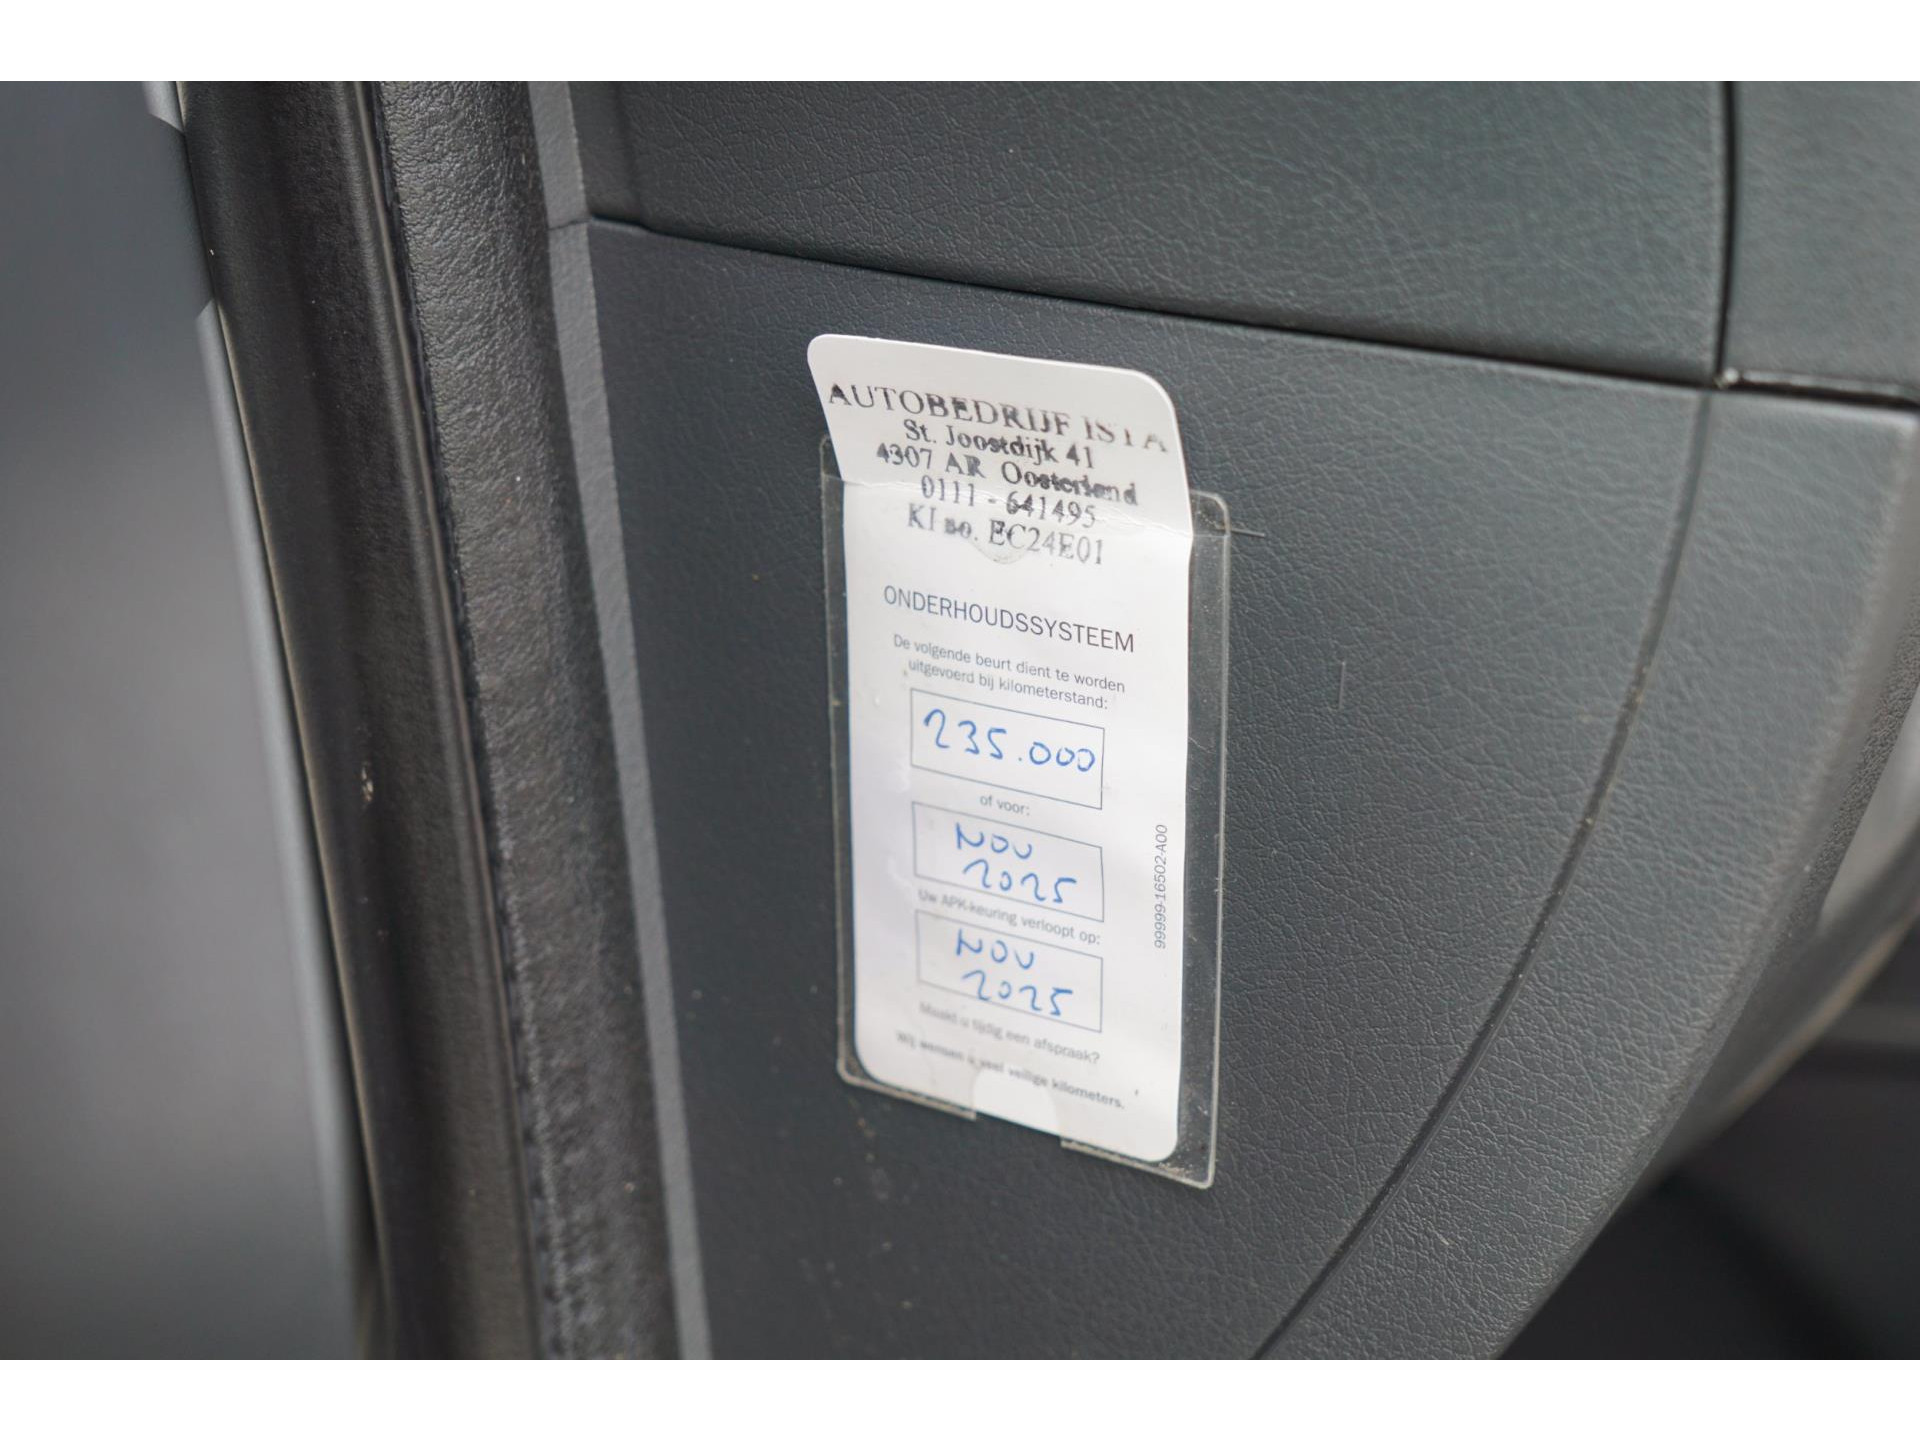 AUTOBEDRIJF ISTA
St. Joostdijk 41
4307 AR Oosterland
0111 - 641495
KI no. EC24E01
ONDERHOUDSSYSTEEM
De volgende beurt dient te worden
uitgevoerd bij kilometerstand:
235.000
of voor:
NOV
2025
Uw APK-keuring verloopt op:
NOV
2025
Maakt u tijdig een afspraak?
Wij wensen u veel veilige kilometers.
99999-16502-A00